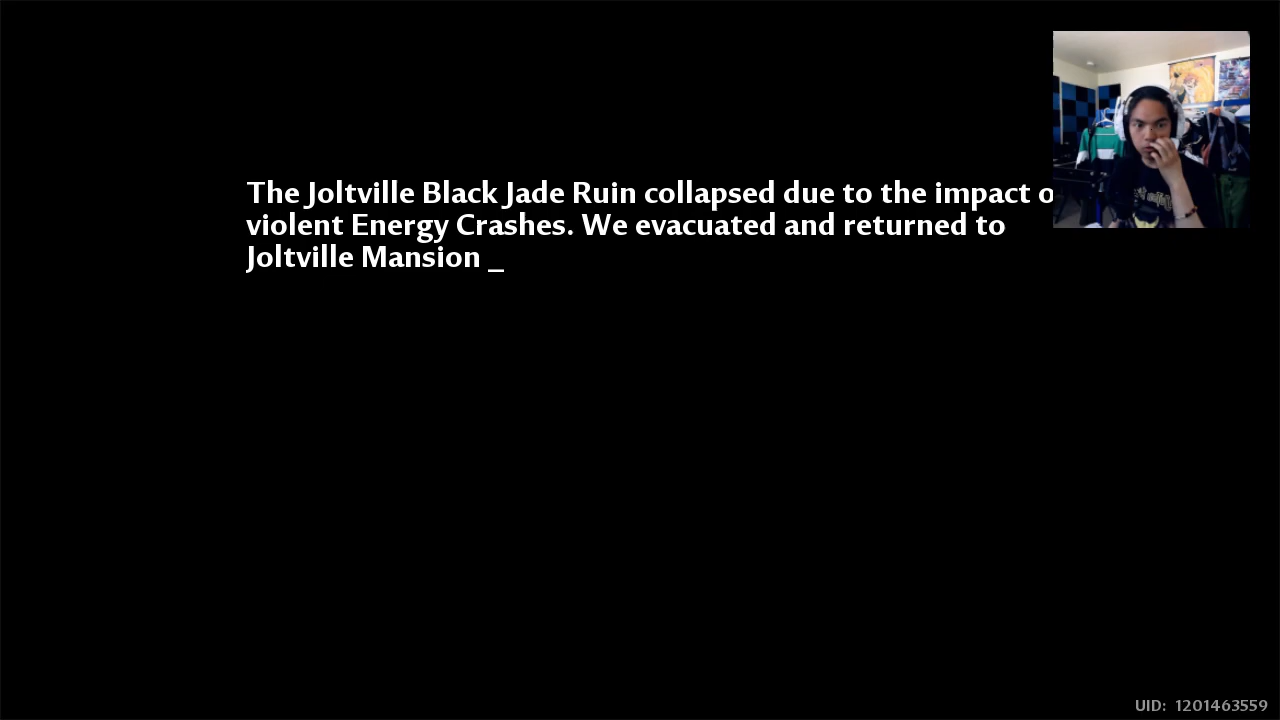 The Joltville Black Jade Ruin collapsed due to the impact
violent Energy Crashes. We evacuated and returned to
Joltville Mansion _
UID: 1201463559